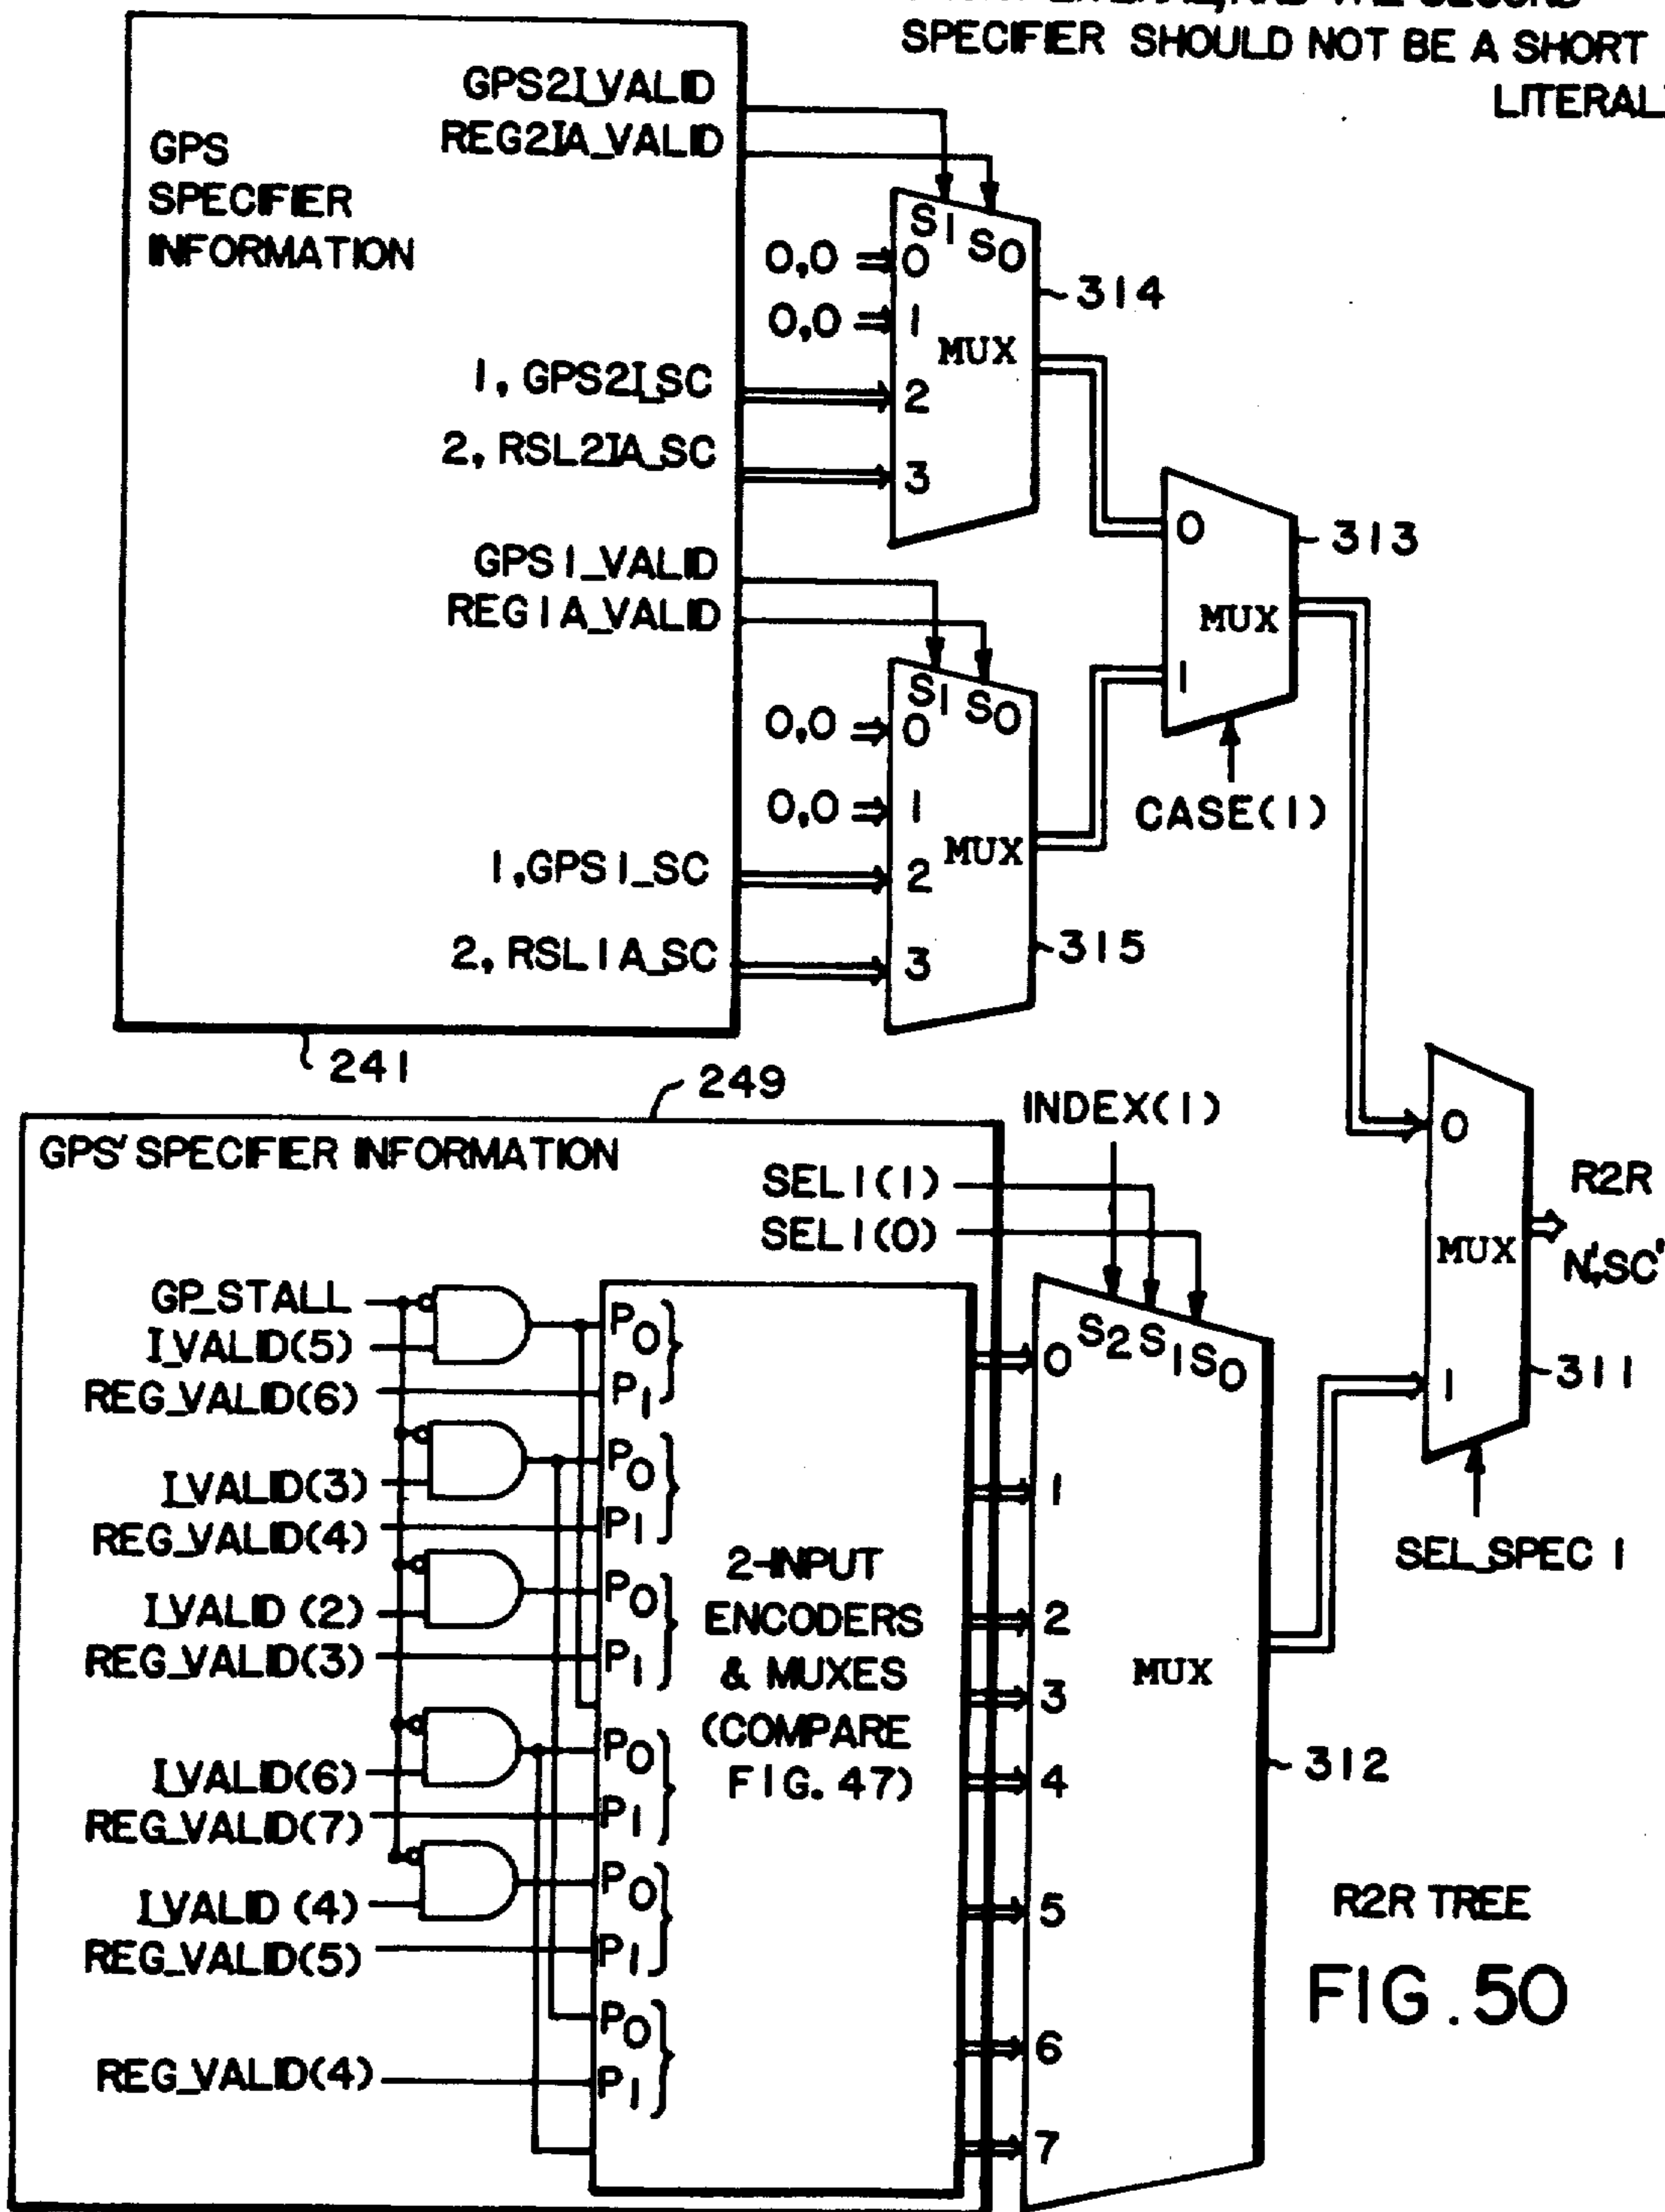 SPECIFIER SHOULD NOT BE A SHORT
LITERAL
GPS
SPECIFIER
INFORMATION
GPS2I_VALID
REG2IA_VALID
S1 S0
0,0
0
0,0
1
MUX
314
1, GPS2I_SC
2
2, RSL2IA_SC
3
0
313
MUX
1
CASE(1)
GPS1_VALID
REG1A_VALID
S1 S0
0,0
0
0,0
1
MUX
1,GPS1_SC
2
2, RSL1A_SC
3
315
241
249
GPS' SPECIFIER INFORMATION
INDEX(1)
SEL1(1)
SEL1(0)
S2 S1 S0
0
R2R
MUX
N',SC'
1
311
SEL_SPEC 1
GP_STALL
I_VALID(5)
REG_VALID(6)
P0
P1
0
I_VALID(3)
REG_VALID(4)
P0
P1
1
I_VALID (2)
REG_VALID(3)
P0
P1
2
3
2-INPUT
ENCODERS
& MUXES
(COMPARE
FIG. 47)
MUX
312
I_VALID(6)
REG_VALID(7)
P0
P1
4
I_VALID (4)
REG_VALID(5)
P0
P1
5
REG_VALID(4)
P0
P1
6
7
R2R TREE
FIG. 50